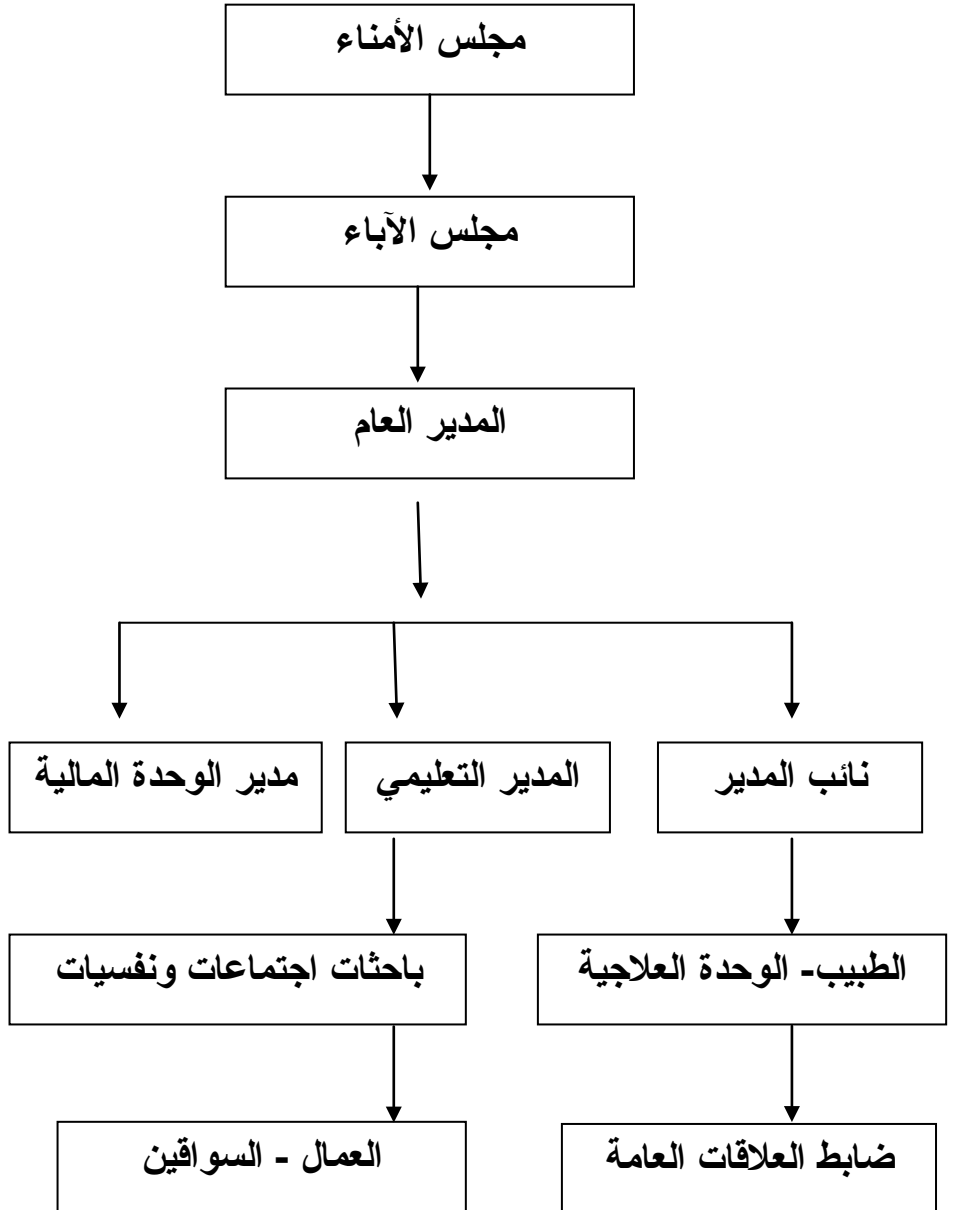 مجلس الأمناء
مجلس الآباء
المدير العام
نائب المدير
المدير التعليمي
مدير الوحدة المالية
الطبيب- الوحدة العلاجية
باحثات اجتماعات ونفسيات
ضابط العلاقات العامة
العمال - السواقين